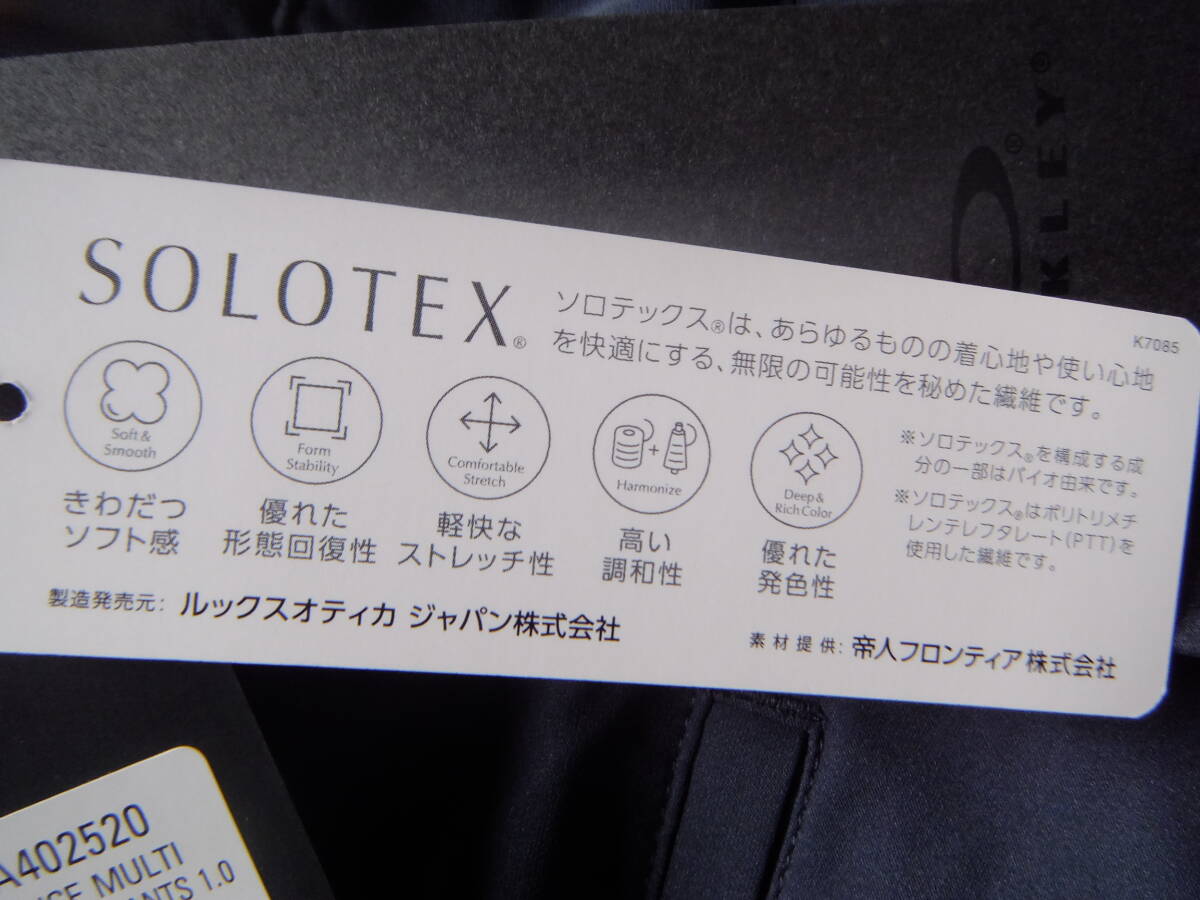 SOLOTEX®
ソロテックス®は、あらゆるものの着心地や使い心地
を快適にする、無限の可能性を秘めた繊維です。
K7085
Soft &
Smooth
きわだつ
ソフト感
Form
Stability
優れた
形態回復性
Comfortable
Stretch
軽快な
ストレッチ性
Harmonize
高い
調和性
Deep &
Rich Color
優れた
発色性
※ソロテックス®を構成する成
分の一部はバイオ由来です。
※ソロテックス®はポリトリメチ
レンテレフタレート(PTT)を
使用した繊維です。
製造発売元: ルックスオティカ ジャパン株式会社
素材提供: 帝人フロンティア株式会社
KLEY®
A402520
MULTI
1.0